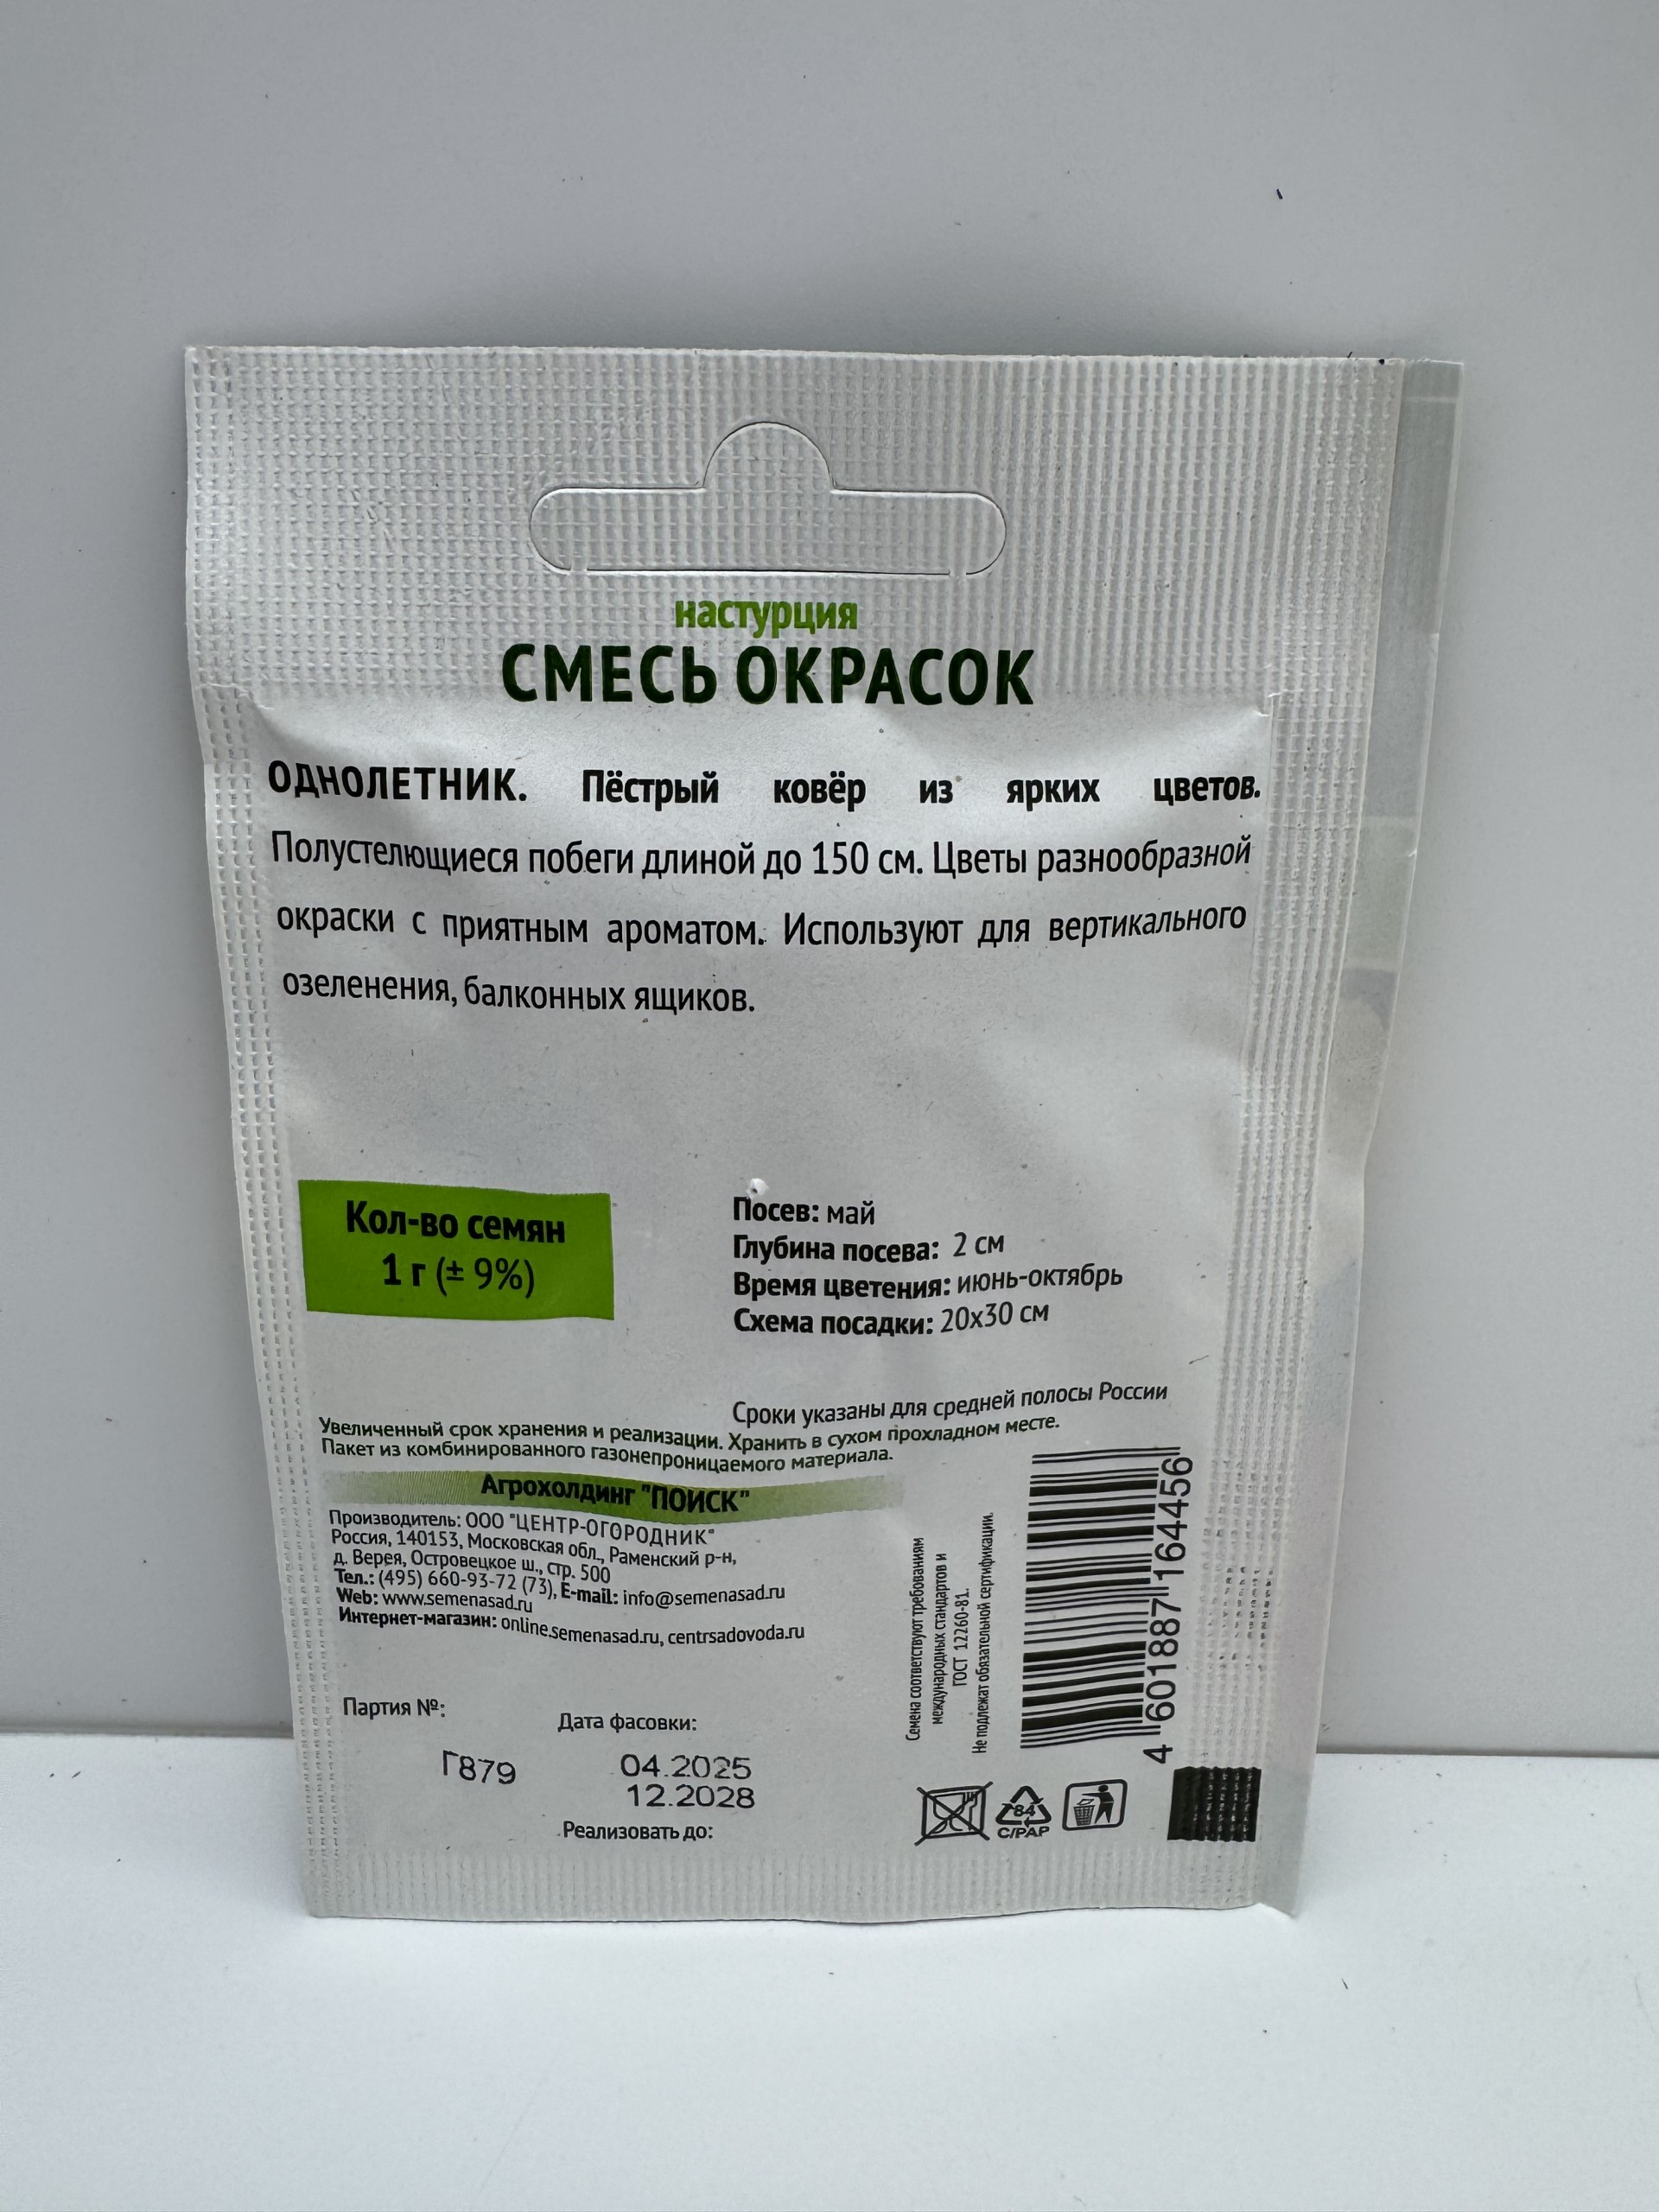 настурция
СМЕСЬ ОКРАСОК
ОДНОЛЕТНИК. Пёстрый ковёр из ярких цветов.
Полустелющиеся побеги длиной до 150 см. Цветы разнообразной
окраски с приятным ароматом. Используют для вертикального
озеленения, балконных ящиков.
Кол-во семян
1 г (± 9%)
Посев: май
Глубина посева: 2 см
Время цветения: июнь-октябрь
Схема посадки: 20х30 см
Сроки указаны для средней полосы России
Увеличенный срок хранения и реализации. Хранить в сухом прохладном месте.
Пакет из комбинированного газонепроницаемого материала.
Агрохолдинг "ПОИСК"
Производитель: ООО "ЦЕНТР-ОГОРОДНИК"
Россия, 140153, Московская обл., Раменский р-н,
д. Верея, Островецкое ш., стр. 500
Тел.: (495) 660-93-72 (73), E-mail: info@semenasad.ru
Web: www.semenasad.ru
Интернет-магазин: online.semenasad.ru, centrsadovoda.ru
Семена соответствуют требованиям
международных стандартов и
ГОСТ 12260-81.
Не подлежат обязательной сертификации.
4 601887 164456
Партия №:
Г879
Дата фасовки:
04.2025
12.2028
Реализовать до:
84
C/PAP